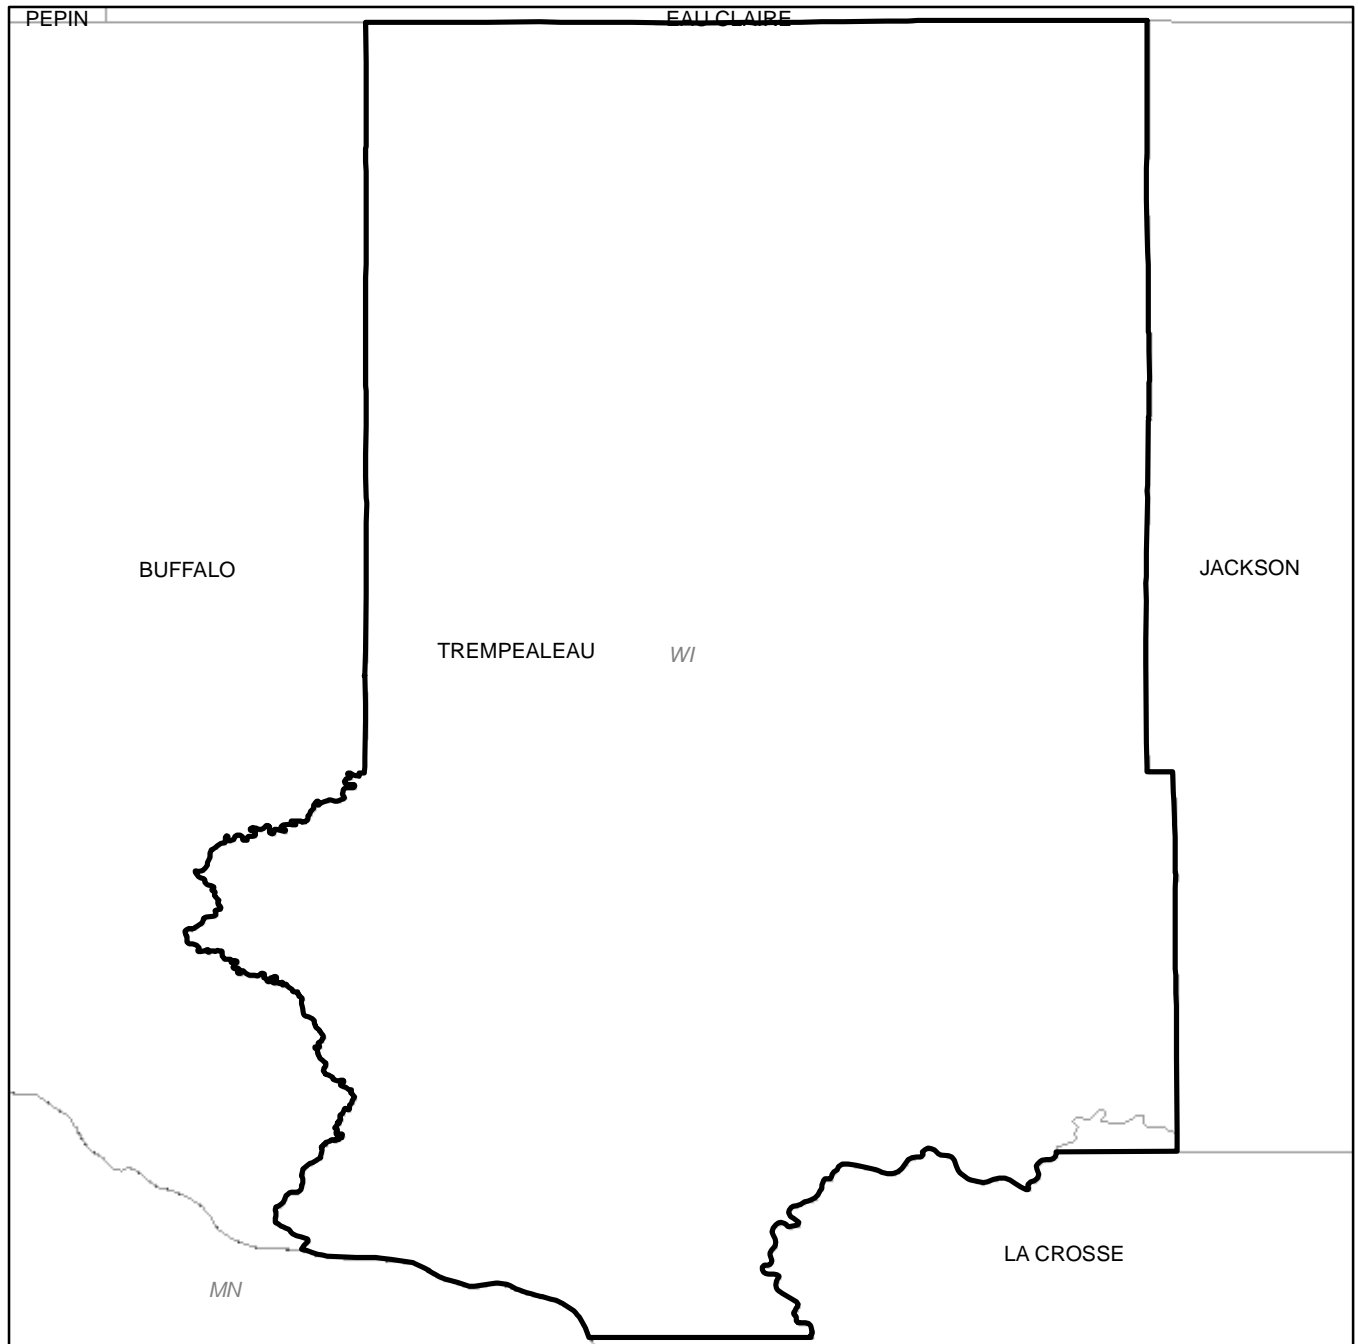 PEPIN
EAU CLAIRE
BUFFALO
JACKSON
TREMPEALEAU
WI
LA CROSSE
MN